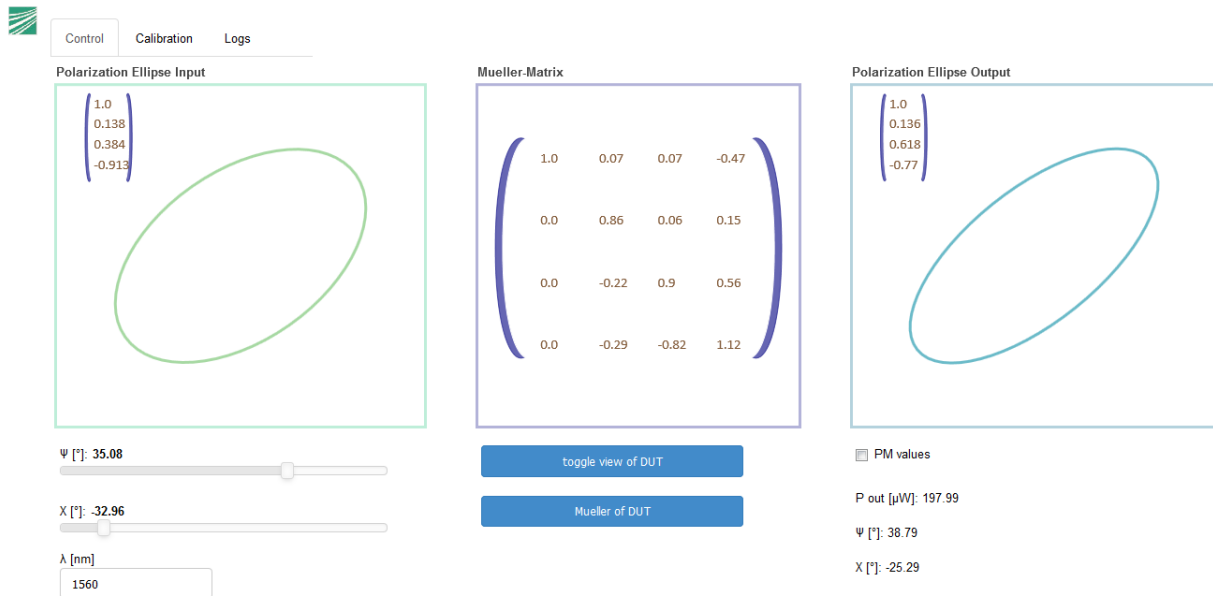 Control Calibration Logs
Polarization Ellipse Input
1.0
0.138
0.384
-0.913
Ψ [°]: 35.08
X [°]: -32.96
λ [nm]
1560
Mueller-Matrix
1.0 0.07 0.07 -0.47
0.0 0.86 0.06 0.15
0.0 -0.22 0.9 0.56
0.0 -0.29 -0.82 1.12
toggle view of DUT
Mueller of DUT
Polarization Ellipse Output
1.0
0.136
0.618
-0.77
PM values
P out [µW]: 197.99
Ψ [°]: 38.79
X [°]: -25.29